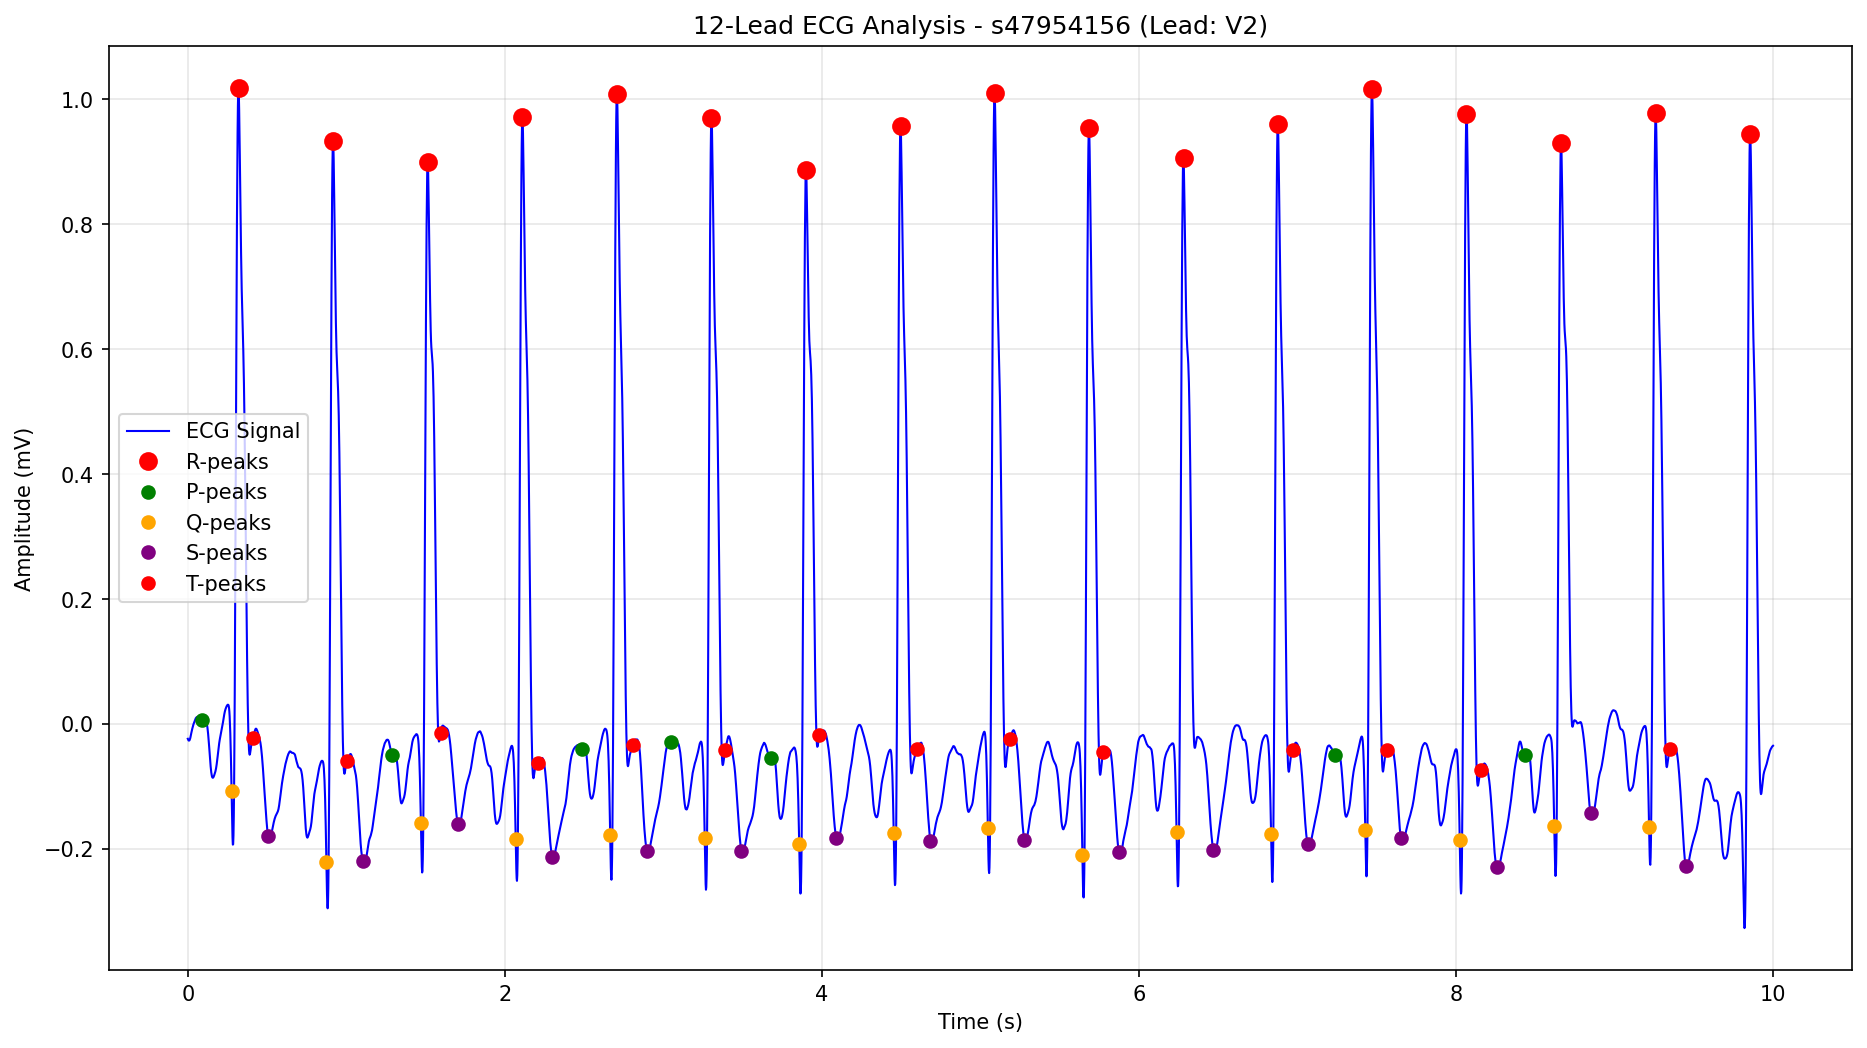 12-Lead ECG Analysis - s47954156 (Lead: V2)
Amplitude (mV)
1.0
0.8
0.6
0.4
0.2
0.0
−0.2
ECG Signal
R-peaks
P-peaks
Q-peaks
S-peaks
T-peaks
0 2 4 6 8 10
Time (s)